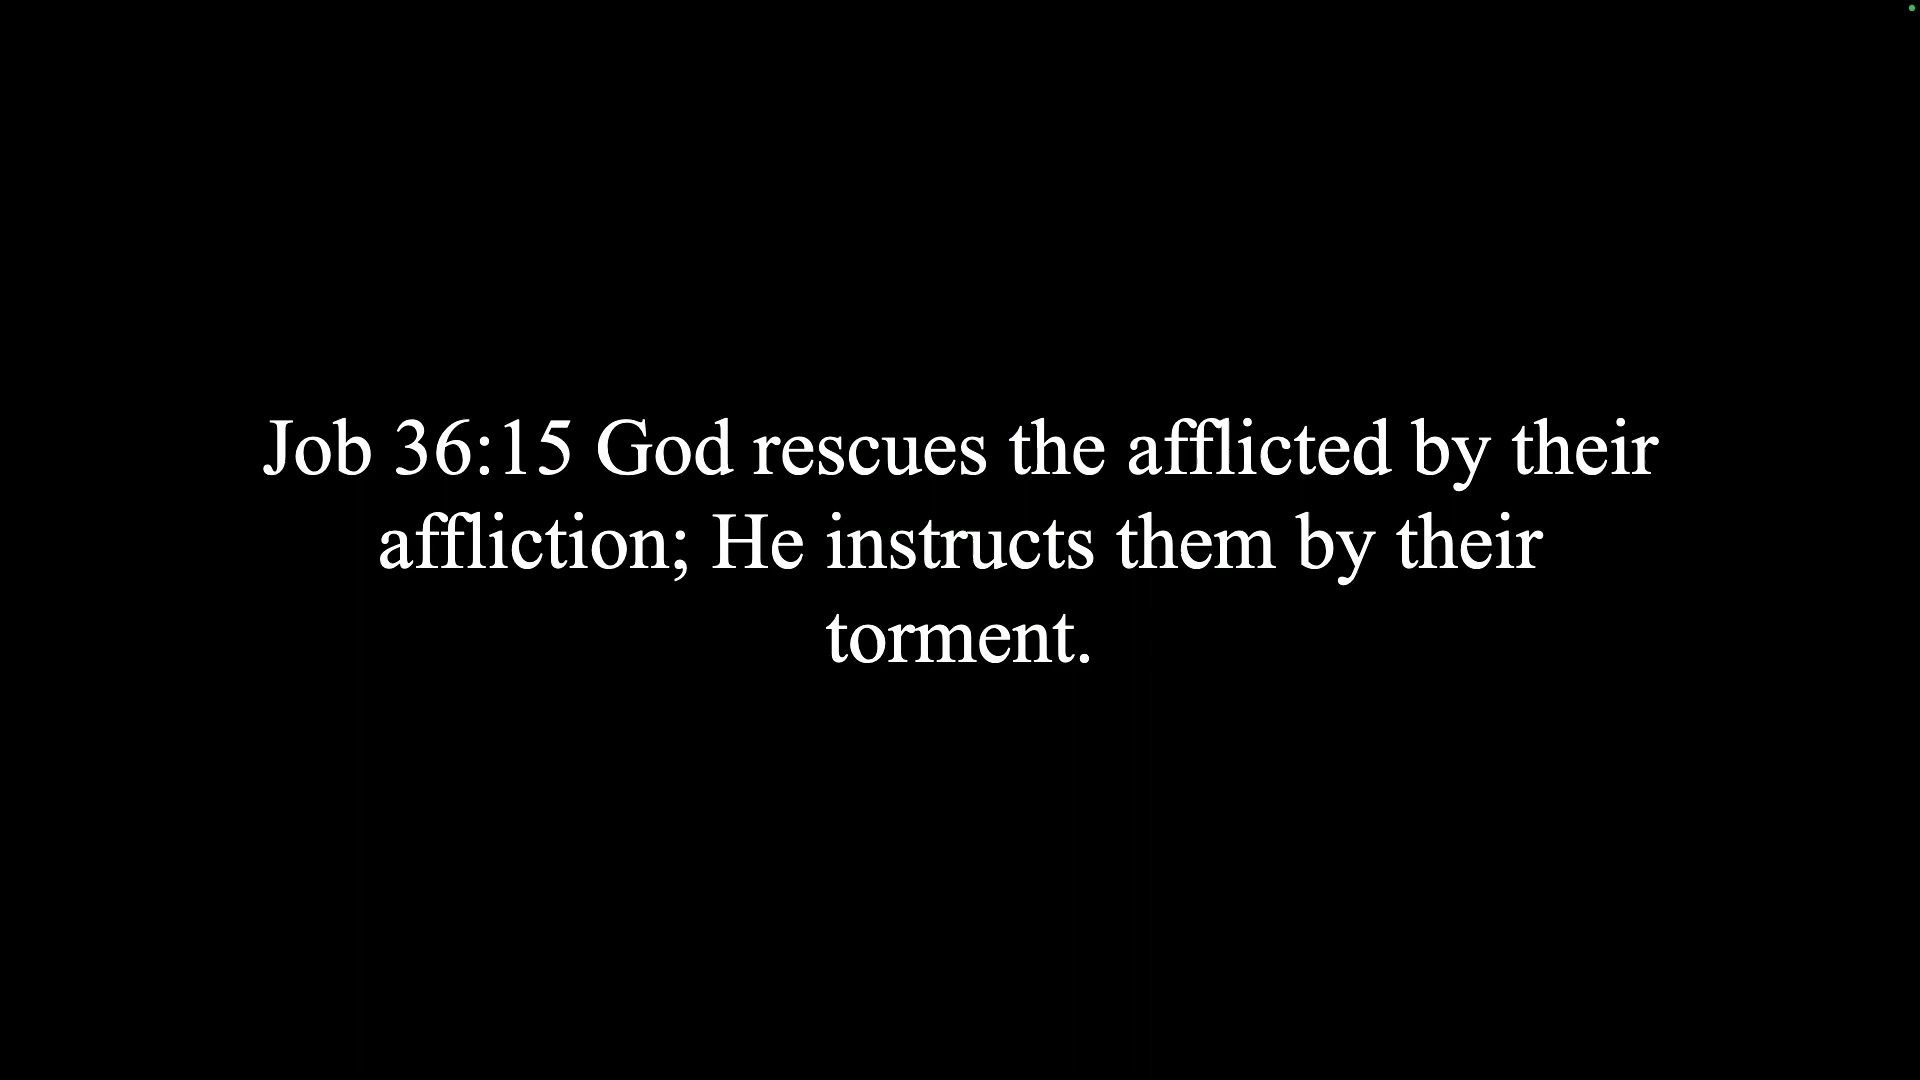 Job 36:15 God rescues the afflicted by their
affliction; He instructs them by their
torment.